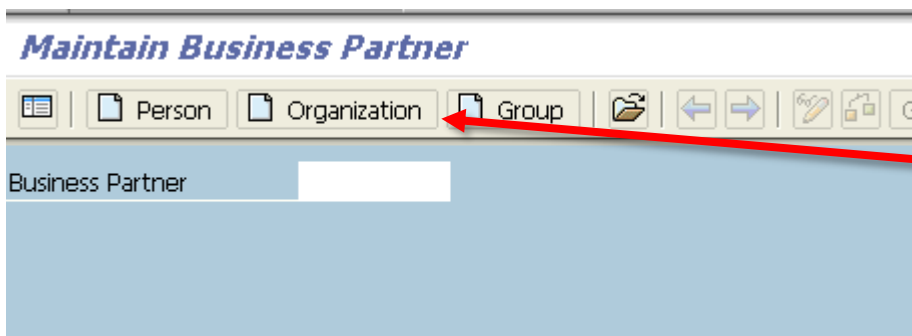 Maintain Business Partner
Person Organization Group
Business Partner